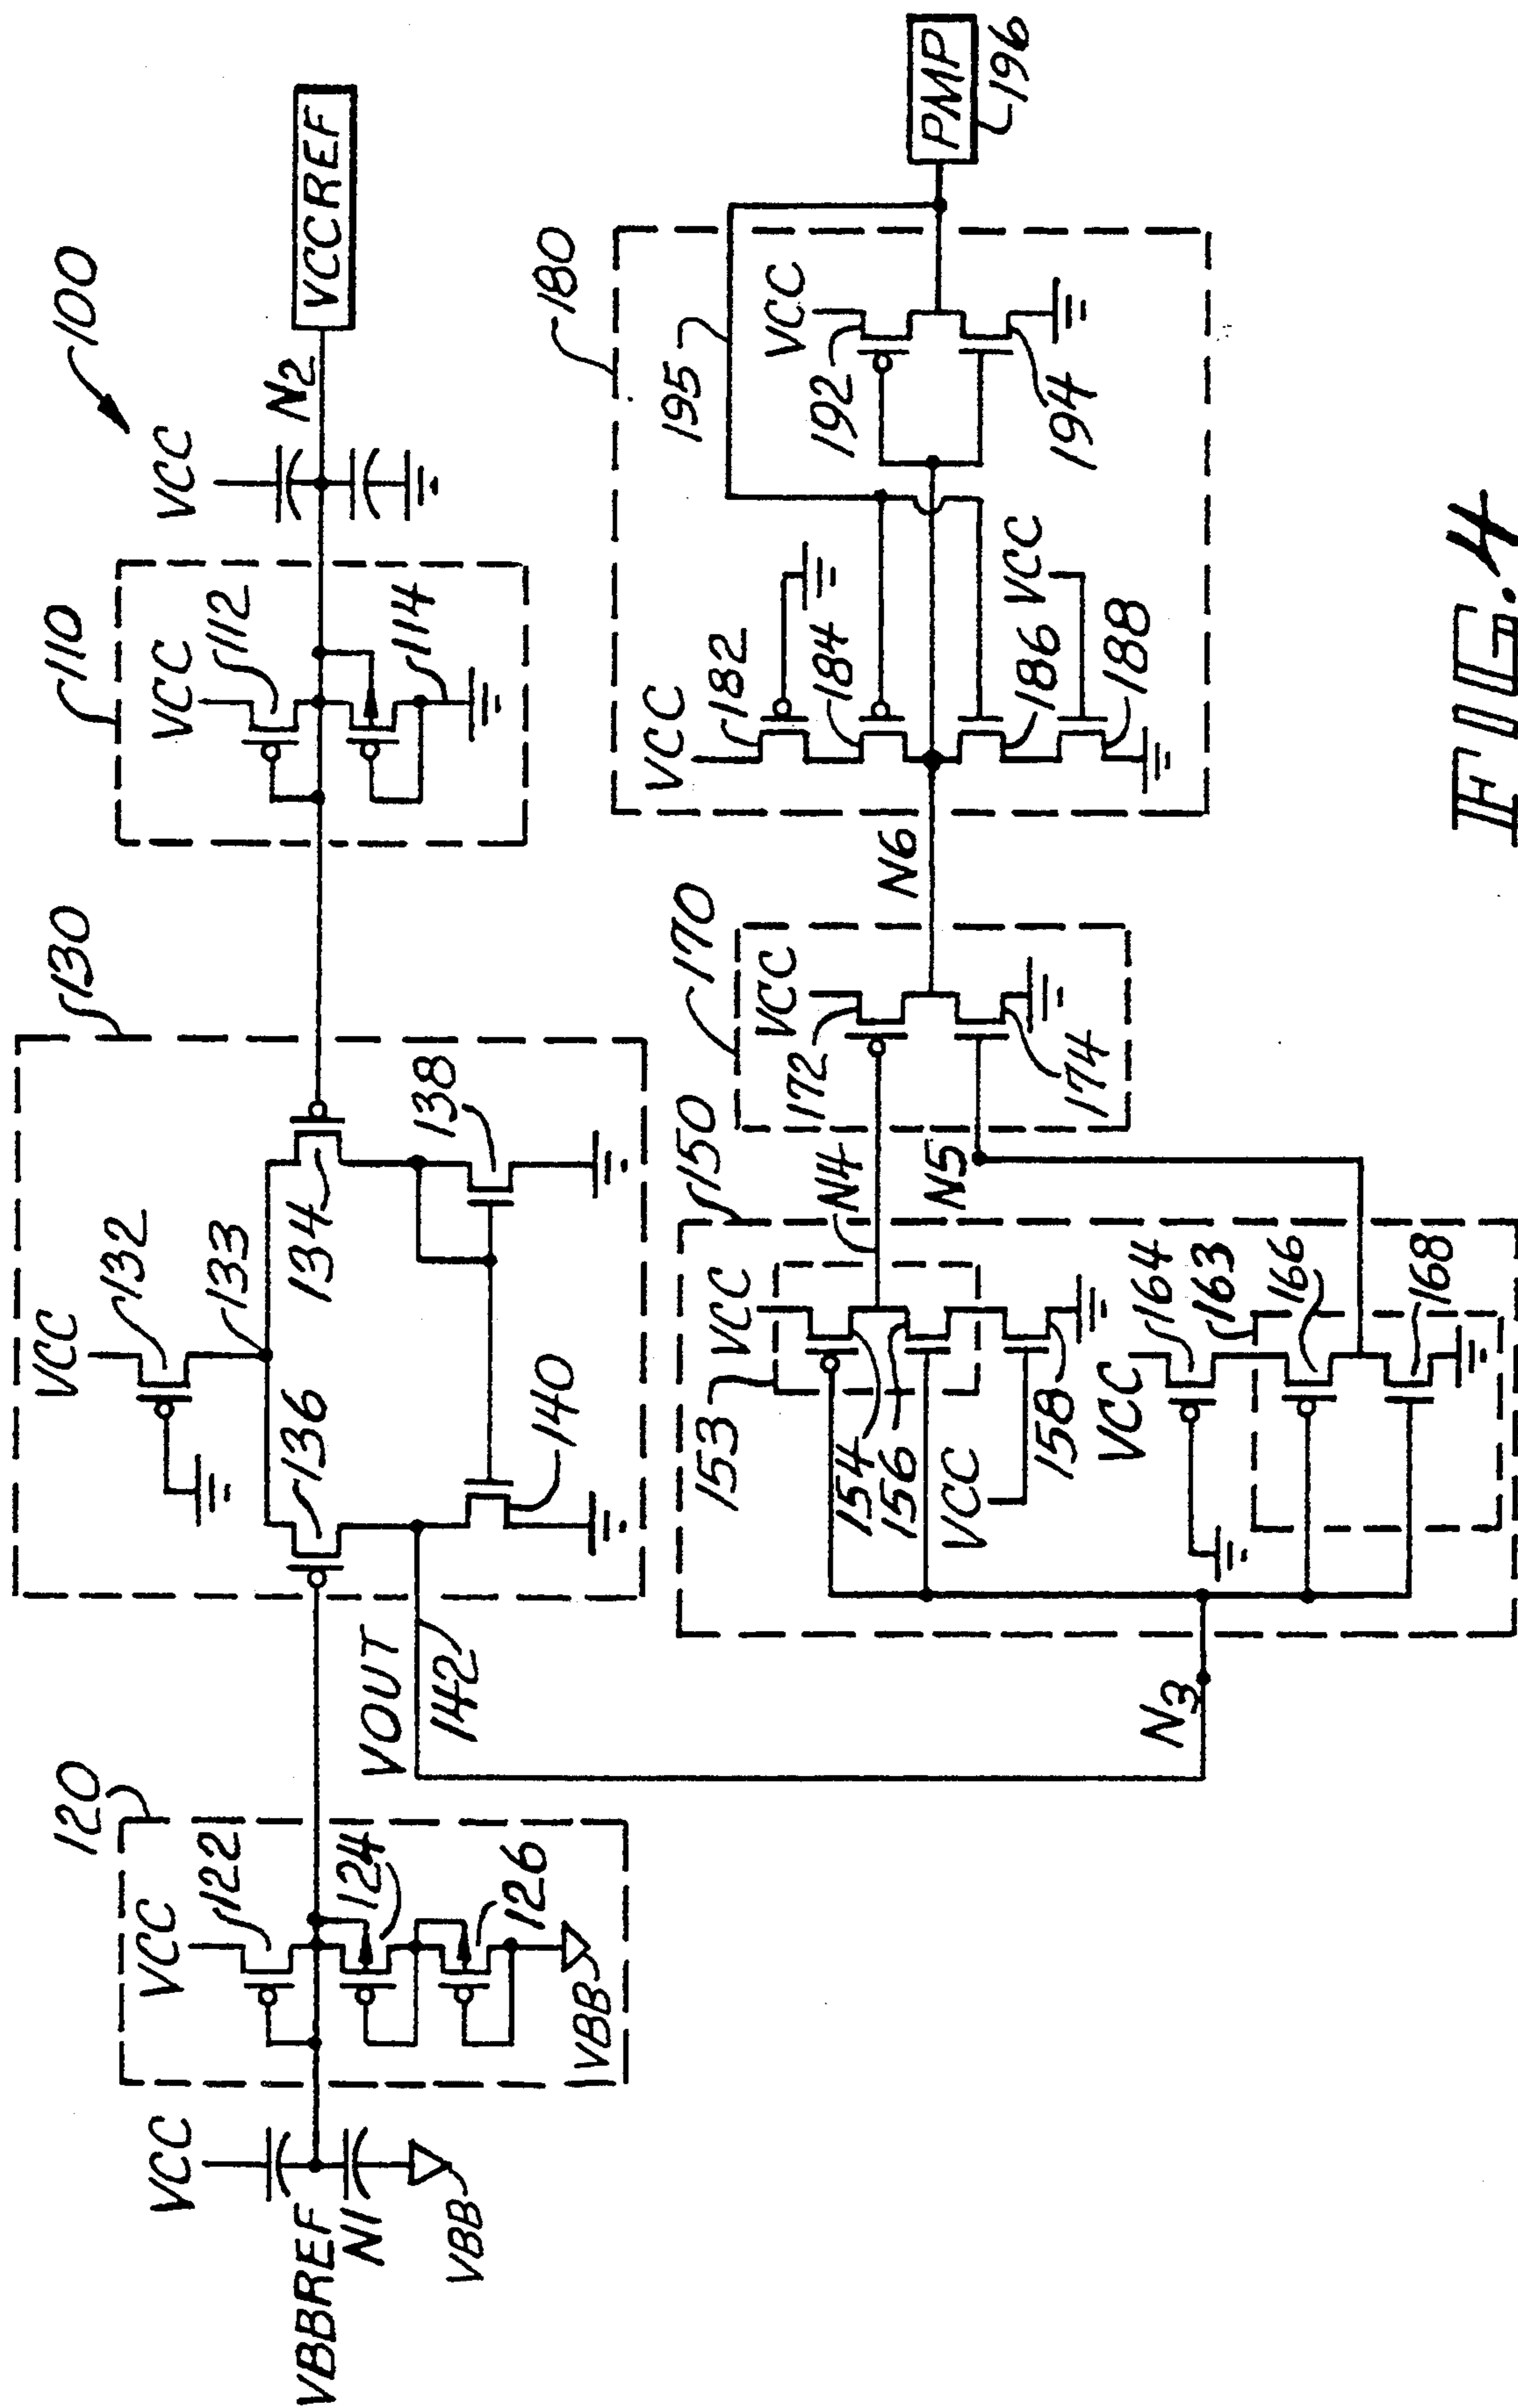 100
130
110
120
VCC
VBBREF
N1
VBB
VCC
122
124
126
VBB
VOUT
142
VCC
132
133
136
134
138
140
VCC
112
114
VCC
N2
VCCREF
N3
150
153
VCC
154
156
VCC
158
VCC
164
163
166
168
N4
N5
170
VCC
172
174
N6
180
VCC
182
184
186
VCC
188
195
VCC
192
194
PMP
196
FIG. 4